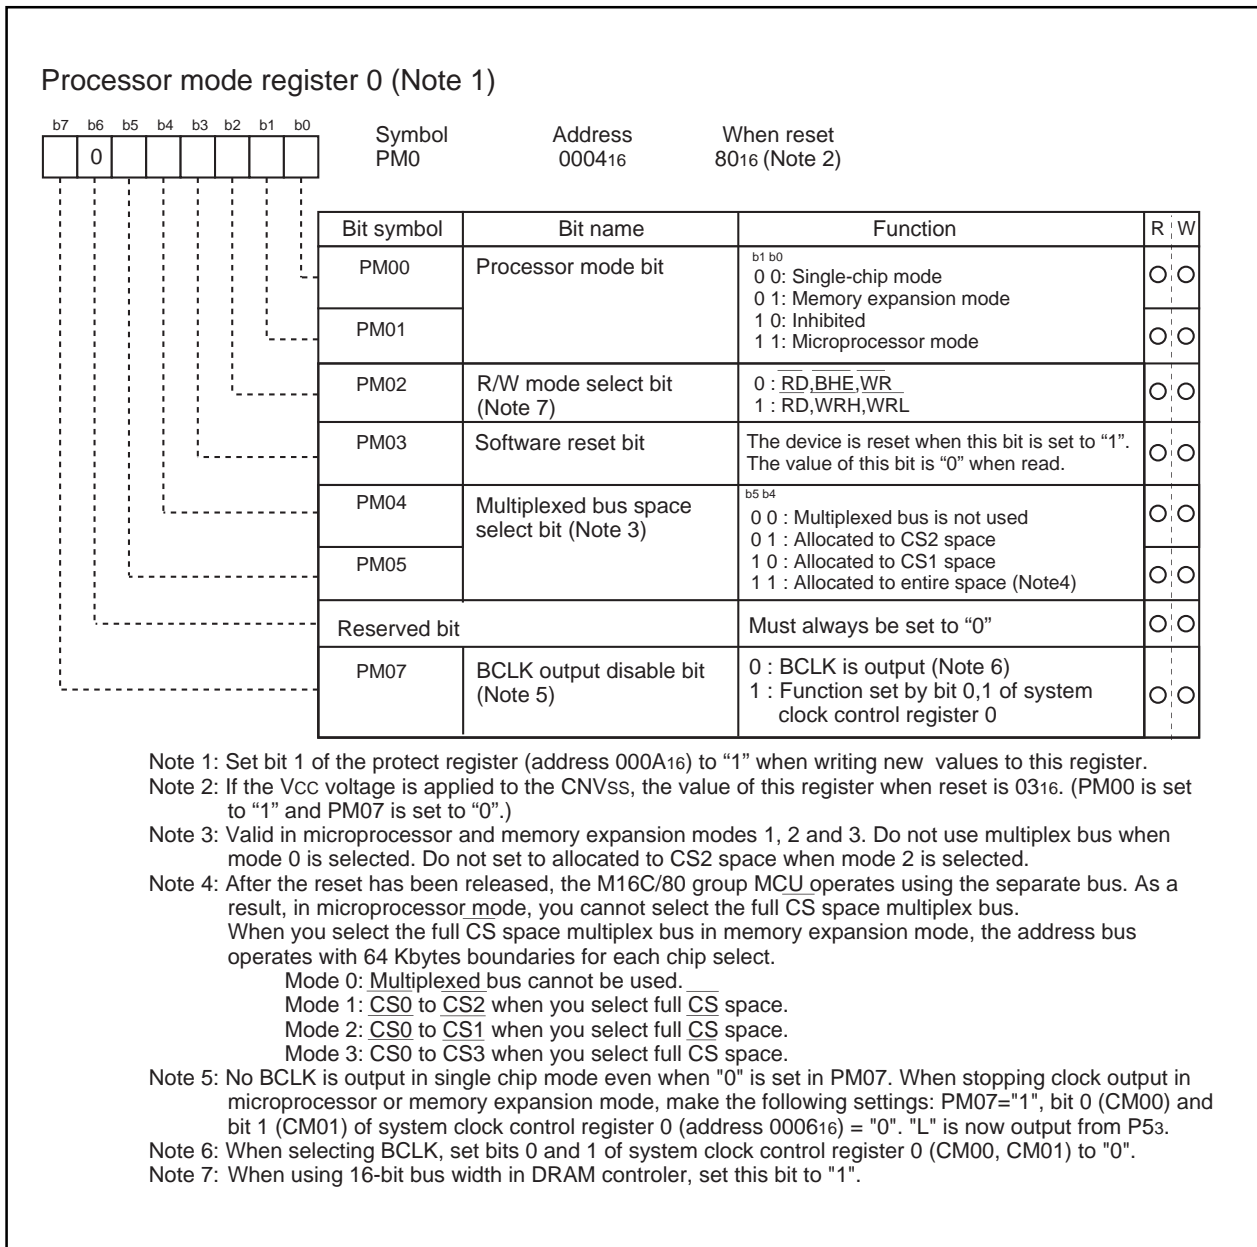 Processor mode register 0 (Note 1)
b7 b6 b5 b4 b3 b2 b1 b0
0
Symbol Address When reset
PM0 000416 8016 (Note 2)
Bit symbol Bit name Function R W
PM00 Processor mode bit b1 b0
0 0: Single-chip mode
0 1: Memory expansion mode
PM01 1 0: Inhibited
1 1: Microprocessor mode
PM02 R/W mode select bit 0 : RD,BHE,WR
(Note 7) 1 : RD,WRH,WRL
PM03 Software reset bit The device is reset when this bit is set to “1”.
The value of this bit is “0” when read.
PM04 Multiplexed bus space b5 b4
select bit (Note 3) 0 0 : Multiplexed bus is not used
0 1 : Allocated to CS2 space
PM05 1 0 : Allocated to CS1 space
1 1 : Allocated to entire space (Note4)
Reserved bit Must always be set to “0”
PM07 BCLK output disable bit 0 : BCLK is output (Note 6)
(Note 5) 1 : Function set by bit 0,1 of system
clock control register 0
Note 1: Set bit 1 of the protect register (address 000A16) to “1” when writing new values to this register.
Note 2: If the VCC voltage is applied to the CNVSS, the value of this register when reset is 0316. (PM00 is set
to “1” and PM07 is set to “0”.)
Note 3: Valid in microprocessor and memory expansion modes 1, 2 and 3. Do not use multiplex bus when
mode 0 is selected. Do not set to allocated to CS2 space when mode 2 is selected.
Note 4: After the reset has been released, the M16C/80 group MCU operates using the separate bus. As a
result, in microprocessor mode, you cannot select the full CS space multiplex bus.
When you select the full CS space multiplex bus in memory expansion mode, the address bus
operates with 64 Kbytes boundaries for each chip select.
Mode 0: Multiplexed bus cannot be used.
Mode 1: CS0 to CS2 when you select full CS space.
Mode 2: CS0 to CS1 when you select full CS space.
Mode 3: CS0 to CS3 when you select full CS space.
Note 5: No BCLK is output in single chip mode even when "0" is set in PM07. When stopping clock output in
microprocessor or memory expansion mode, make the following settings: PM07="1", bit 0 (CM00) and
bit 1 (CM01) of system clock control register 0 (address 000616) = "0". "L" is now output from P53.
Note 6: When selecting BCLK, set bits 0 and 1 of system clock control register 0 (CM00, CM01) to "0".
Note 7: When using 16-bit bus width in DRAM controler, set this bit to "1".